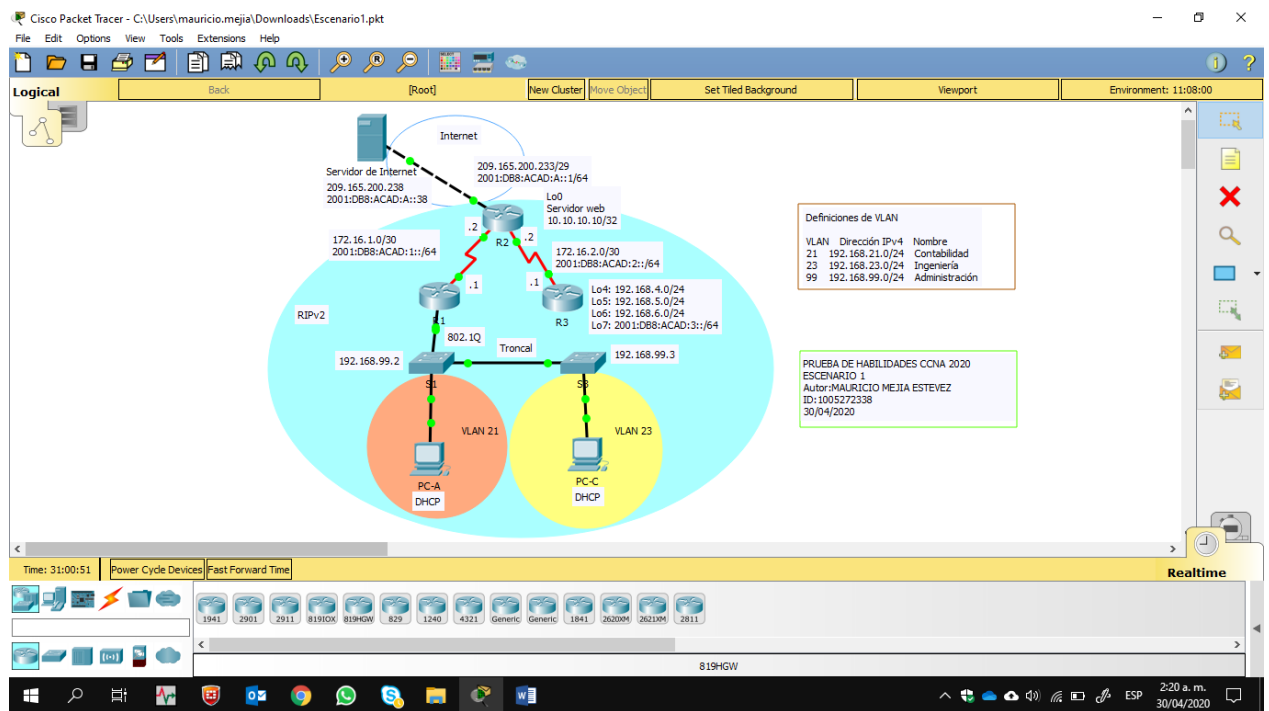 Cisco Packet Tracer - C:\Users\mauricio.mejia\Downloads\Escenario1.pkt
File Edit Options View Tools Extensions Help
Logical
Back
[Root]
New Cluster
Move Object
Set Tiled Background
Viewport
Environment: 11:08:00
Internet
Servidor de Internet
209.165.200.238
2001:DB8:ACAD:A::38
209.165.200.233/29
2001:DB8:ACAD:A::1/64
Lo0
Servidor web
10.10.10.10/32
.2
R2
.2
172.16.1.0/30
2001:DB8:ACAD:1::/64
172.16.2.0/30
2001:DB8:ACAD:2::/64
.1
.1
R1
R3
Lo4: 192.168.4.0/24
Lo5: 192.168.5.0/24
Lo6: 192.168.6.0/24
Lo7: 2001:DB8:ACAD:3::/64
RIPv2
802.1Q
Troncal
192.168.99.2
192.168.99.3
S1
S3
VLAN 21
VLAN 23
PC-A
DHCP
PC-C
DHCP
Definiciones de VLAN
VLAN Dirección IPv4 Nombre
21 192.168.21.0/24 Contabilidad
23 192.168.23.0/24 Ingeniería
99 192.168.99.0/24 Administración
PRUEBA DE HABILIDADES CCNA 2020
ESCENARIO 1
Autor:MAURICIO MEJIA ESTEVEZ
ID:1005272338
30/04/2020
Time: 31:00:51
Power Cycle Devices
Fast Forward Time
Realtime
1941 2901 2911 819IOX 819HGW 829 1240 4321 Generic Generic 1841 2620XM 2621XM 2811
819HGW
ESP
2:20 a. m.
30/04/2020